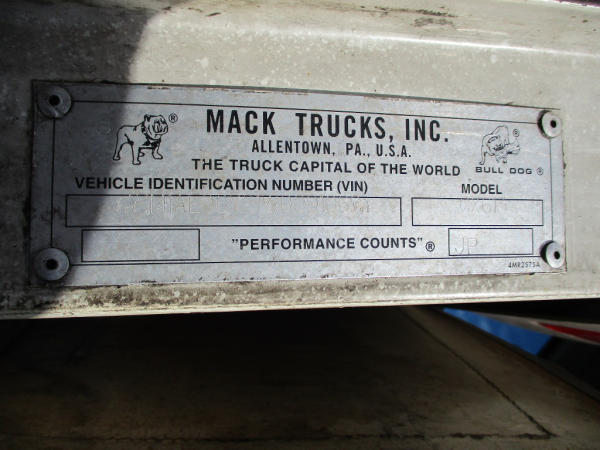 MACK TRUCKS, INC.
ALLENTOWN, PA., U.S.A.
THE TRUCK CAPITAL OF THE WORLD
BULL DOG ®
VEHICLE IDENTIFICATION NUMBER (VIN) MODEL
"PERFORMANCE COUNTS"® JP
4MR2575A